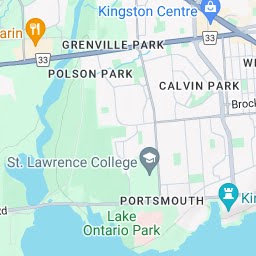 Kingston Centre
arin
GRENVILLE PARK
33
33
POLSON PARK
CALVIN PARK
Brock
St. Lawrence College
PORTSMOUTH
Rd
Lake
Ontario Park